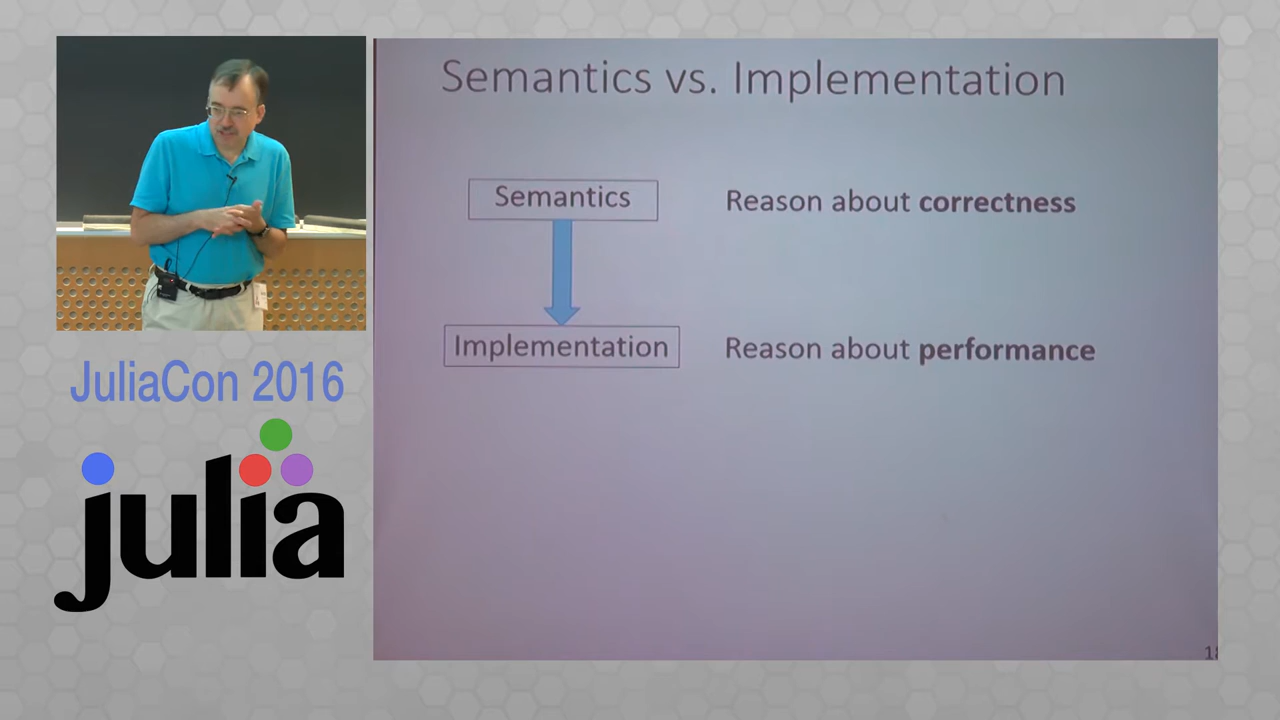 Semantics vs. Implementation
Semantics
Reason about correctness
Implementation
Reason about performance
JuliaCon 2016
julia